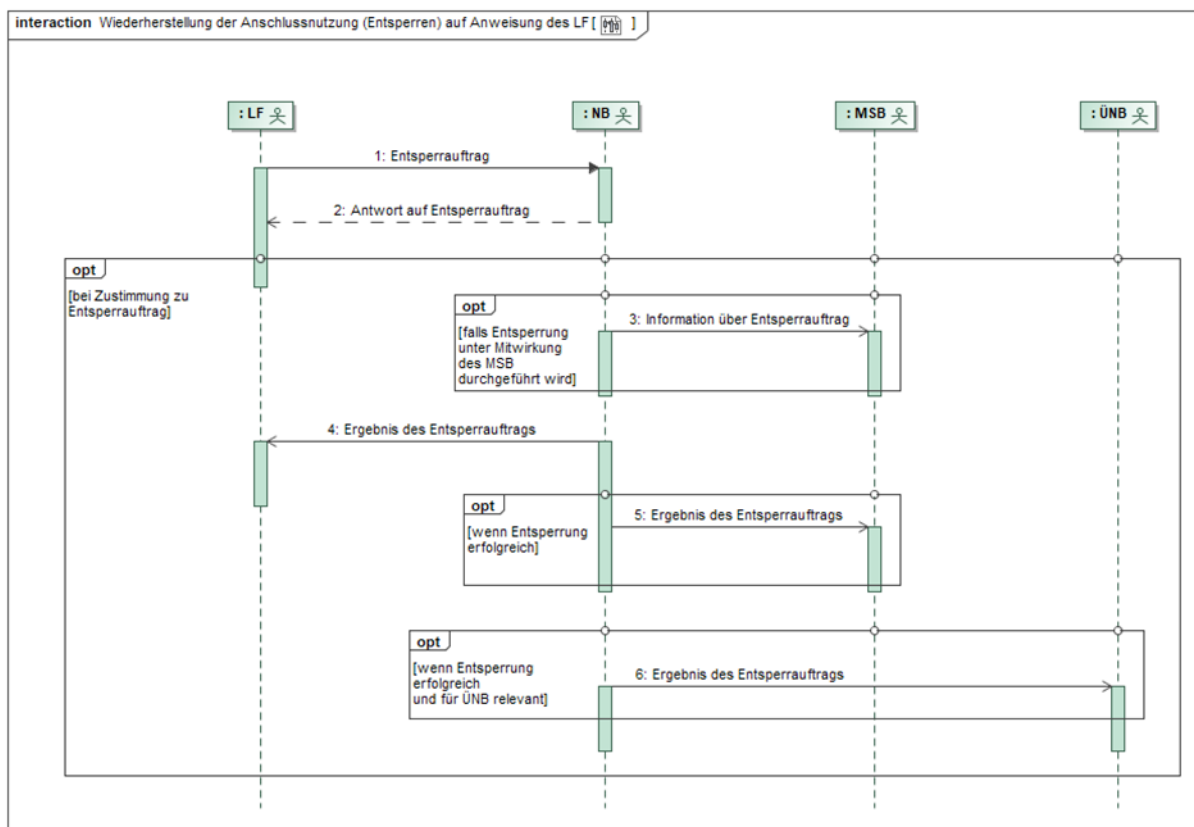 interaction Wiederherstellung der Anschlussnutzung (Entsperren) auf Anweisung des LF [ ]
: LF
: NB
: MSB
: ÜNB
1: Entsperrauftrag
2: Antwort auf Entsperrauftrag
opt
[bei Zustimmung zu
Entsperrauftrag]
opt
[falls Entsperrung
unter Mitwirkung
des MSB
durchgeführt wird]
3: Information über Entsperrauftrag
4: Ergebnis des Entsperrauftrags
opt
[wenn Entsperrung
erfolgreich]
5: Ergebnis des Entsperrauftrags
opt
[wenn Entsperrung
erfolgreich
und für ÜNB relevant]
6: Ergebnis des Entsperrauftrags